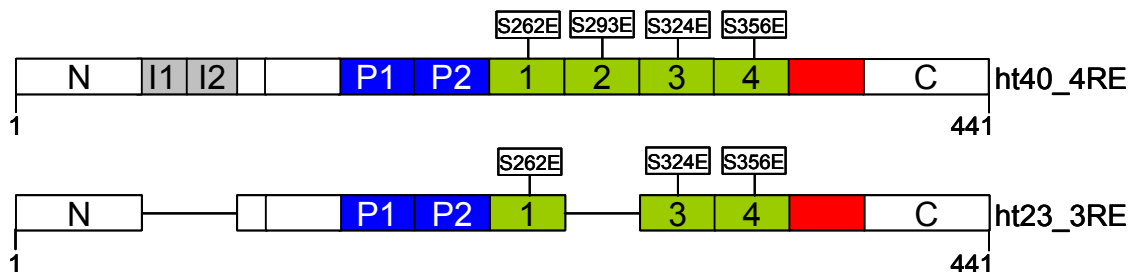 S262E S293E S324E S356E
N I1 I2 P1 P2 1 2 3 4 C ht40_4RE
1 441
S262E S324E S356E
N P1 P2 1 3 4 C ht23_3RE
1 441